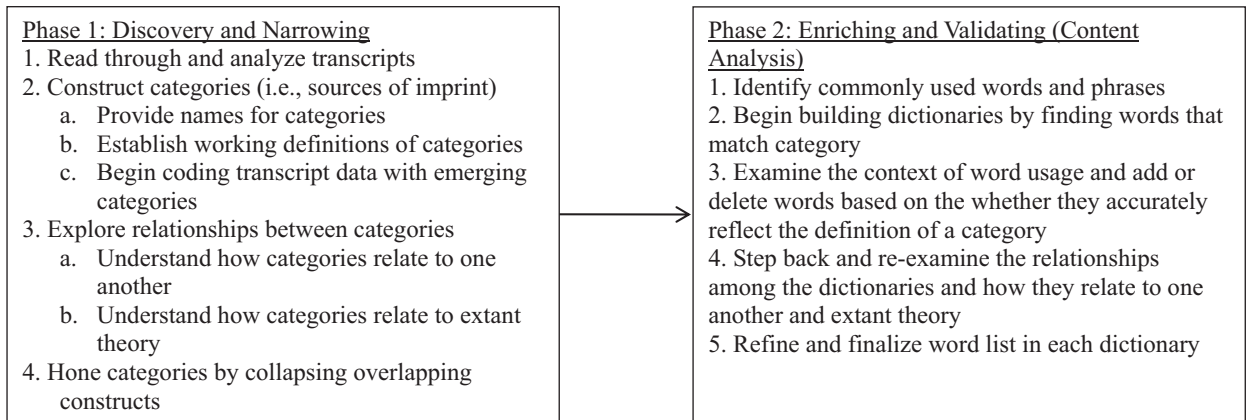 Phase 1: Discovery and Narrowing
1. Read through and analyze transcripts
2. Construct categories (i.e., sources of imprint)
a. Provide names for categories
b. Establish working definitions of categories
c. Begin coding transcript data with emerging
categories
3. Explore relationships between categories
a. Understand how categories relate to one
another
b. Understand how categories relate to extant
theory
4. Hone categories by collapsing overlapping
constructs
Phase 2: Enriching and Validating (Content
Analysis)
1. Identify commonly used words and phrases
2. Begin building dictionaries by finding words that
match category
3. Examine the context of word usage and add or
delete words based on the whether they accurately
reflect the definition of a category
4. Step back and re-examine the relationships
among the dictionaries and how they relate to one
another and extant theory
5. Refine and finalize word list in each dictionary